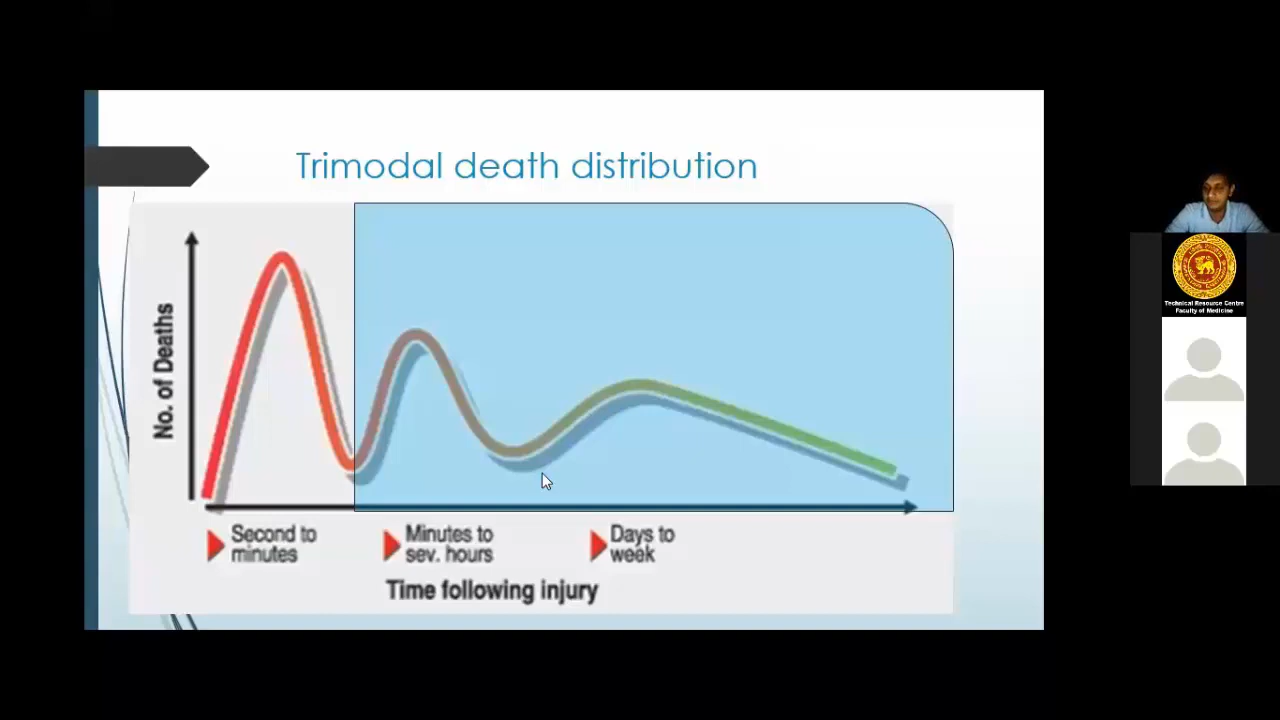 Trimodal death distribution
No. of Deaths
Second to
minutes
Minutes to
sev. hours
Days to
week
Time following injury
Technical Resource Centre
Faculty of Medicine